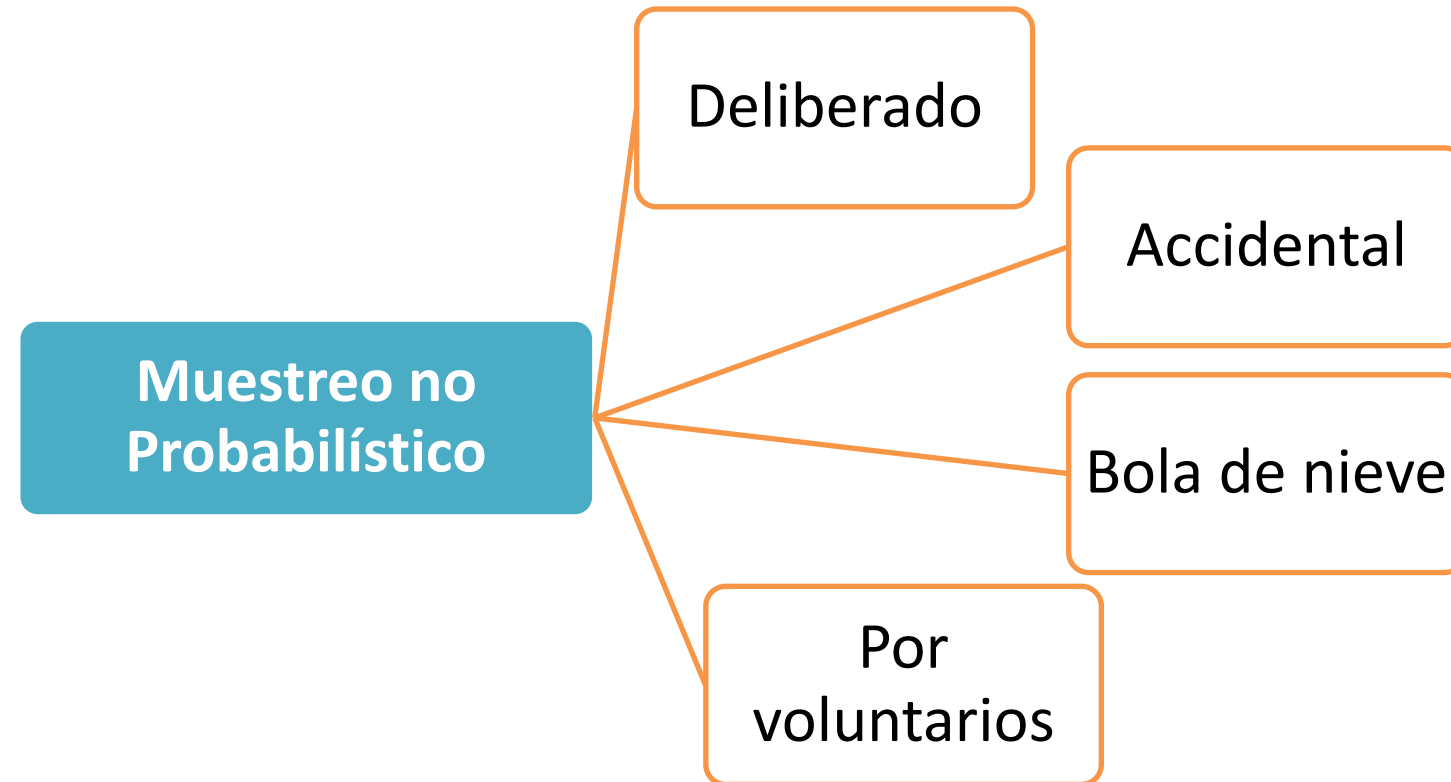 Deliberado
Accidental
Muestreo no
Probabilístico
Bola de nieve
Por
voluntarios